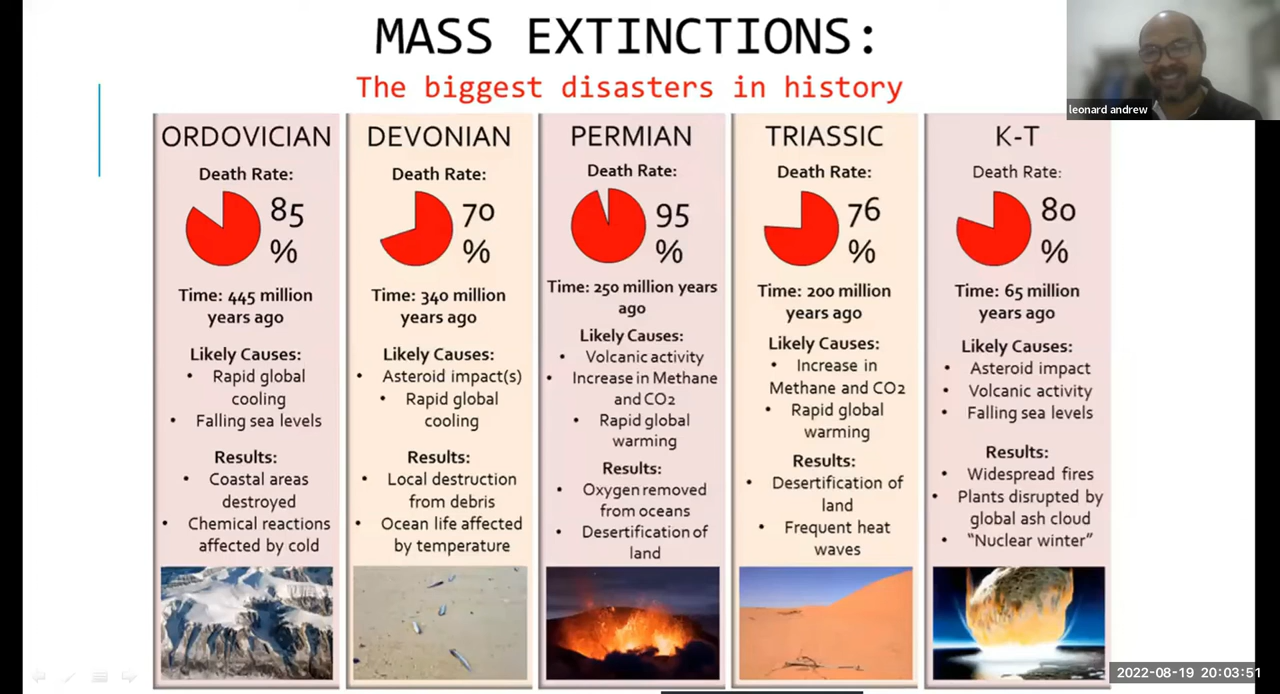 MASS EXTINCTIONS:
The biggest disasters in history
leonard andrew
ORDOVICIAN
Death Rate:
85
%
Time: 445 million
years ago
Likely Causes:
• Rapid global
cooling
• Falling sea levels
Results:
• Coastal areas
destroyed
• Chemical reactions
affected by cold
DEVONIAN
Death Rate:
70
%
Time: 340 million
years ago
Likely Causes:
• Asteroid impact(s)
• Rapid global
cooling
Results:
• Local destruction
from debris
• Ocean life affected
by temperature
PERMIAN
Death Rate:
95
%
Time: 250 million years
ago
Likely Causes:
• Volcanic activity
• Increase in Methane
and CO2
• Rapid global
warming
Results:
• Oxygen removed
from oceans
• Desertification of
land
TRIASSIC
Death Rate:
76
%
Time: 200 million
years ago
Likely Causes:
• Increase in
Methane and CO2
• Rapid global
warming
Results:
• Desertification of
land
• Frequent heat
waves
K-T
Death Rate:
80
%
Time: 65 million
years ago
Likely Causes:
• Asteroid impact
• Volcanic activity
• Falling sea levels
Results:
• Widespread fires
• Plants disrupted by
global ash cloud
• “Nuclear winter”
2022-08-19 20:03:51